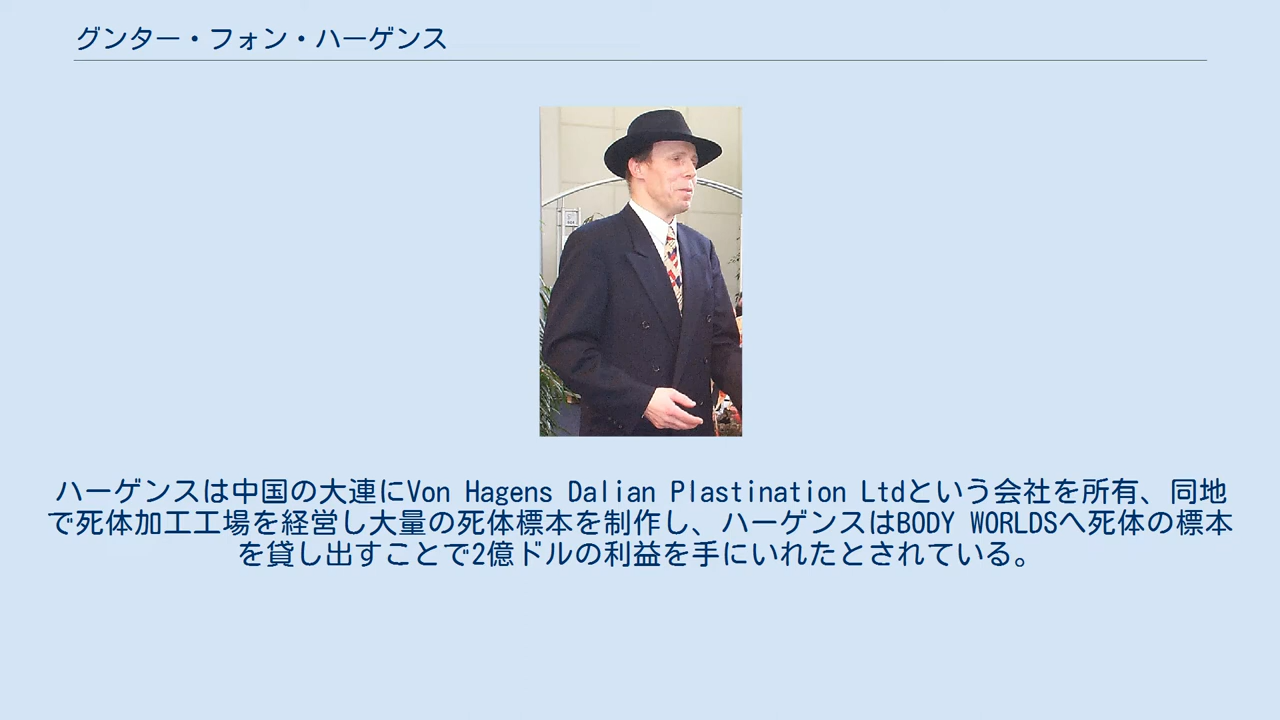 グンター・フォン・ハーゲンス
ハーゲンスは中国の大連にVon Hagens Dalian Plastination Ltdという会社を所有、同地
で死体加工工場を経営し大量の死体標本を制作し、ハーゲンスはBODY WORLDSへ死体の標本
を貸し出すことで2億ドルの利益を手にいれたとされている。